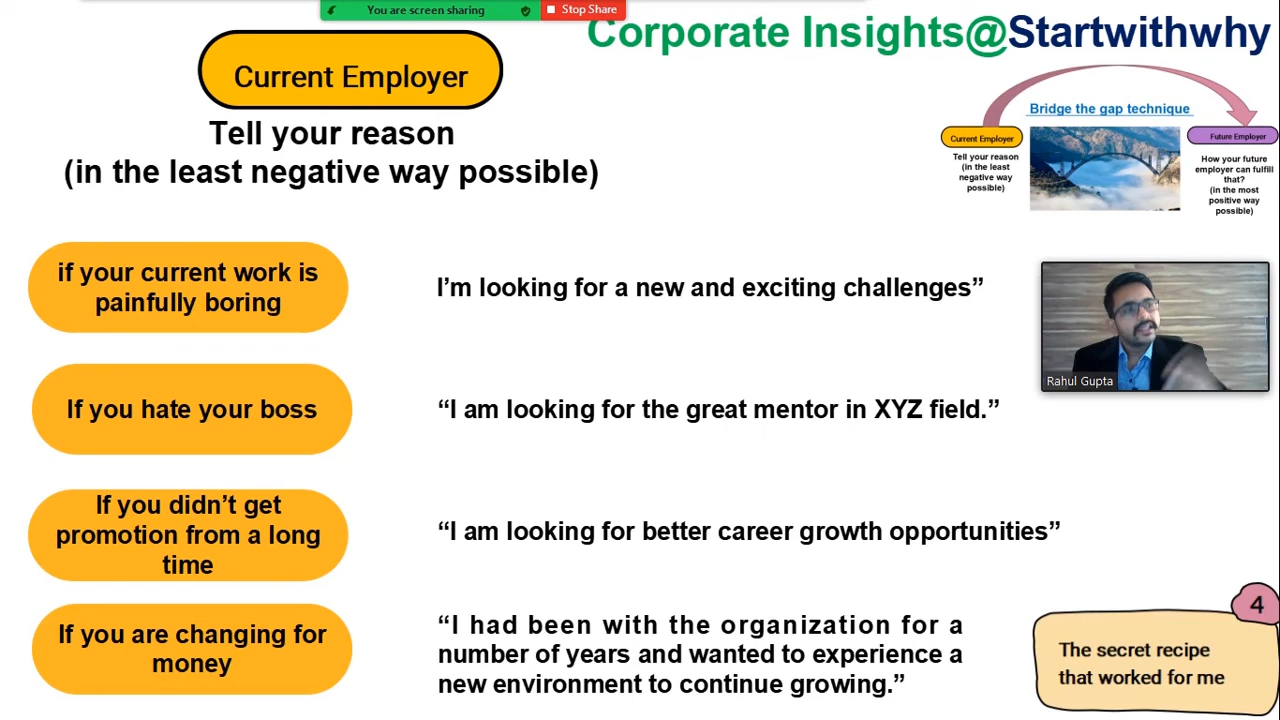 You are screen sharing
Stop Share
Corporate Insights@Startwithwhy
Current Employer
Tell your reason
(in the least negative way possible)
Bridge the gap technique
Current Employer
Tell your reason
(in the least
negative way
possible)
Future Employer
How your future
employer can fulfill
that?
(in the most
positive way
possible)
if your current work is
painfully boring
I'm looking for a new and exciting challenges”
Rahul Gupta
If you hate your boss
“I am looking for the great mentor in XYZ field.”
If you didn’t get
promotion from a long
time
“I am looking for better career growth opportunities”
If you are changing for
money
“I had been with the organization for a
number of years and wanted to experience a
new environment to continue growing.”
4
The secret recipe
that worked for me